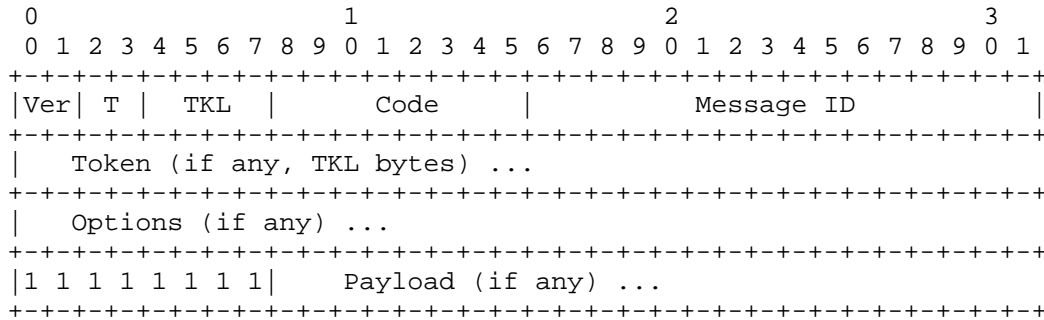 0                   1                   2                   3
 0 1 2 3 4 5 6 7 8 9 0 1 2 3 4 5 6 7 8 9 0 1 2 3 4 5 6 7 8 9 0 1
+-+-+-+-+-+-+-+-+-+-+-+-+-+-+-+-+-+-+-+-+-+-+-+-+-+-+-+-+-+-+-+-+
|Ver| T |  TKL  |      Code     |          Message ID           |
+-+-+-+-+-+-+-+-+-+-+-+-+-+-+-+-+-+-+-+-+-+-+-+-+-+-+-+-+-+-+-+-+
|   Token (if any, TKL bytes) ...
+-+-+-+-+-+-+-+-+-+-+-+-+-+-+-+-+-+-+-+-+-+-+-+-+-+-+-+-+-+-+-+-+
|   Options (if any) ...
+-+-+-+-+-+-+-+-+-+-+-+-+-+-+-+-+-+-+-+-+-+-+-+-+-+-+-+-+-+-+-+-+
|1 1 1 1 1 1 1 1|    Payload (if any) ...
+-+-+-+-+-+-+-+-+-+-+-+-+-+-+-+-+-+-+-+-+-+-+-+-+-+-+-+-+-+-+-+-+